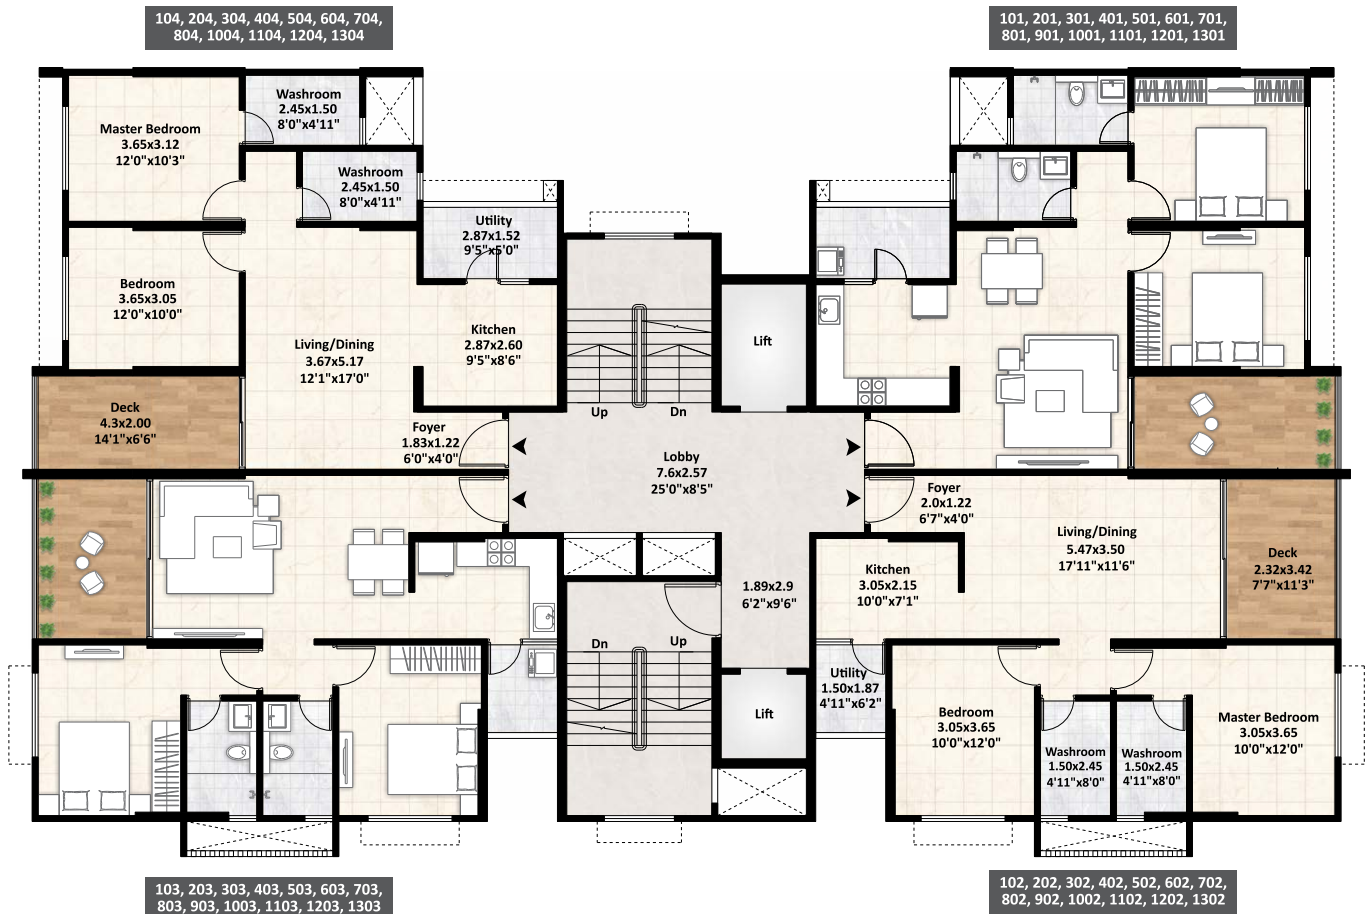 104, 204, 304, 404, 504, 604, 704,
804, 1004, 1104, 1204, 1304
101, 201, 301, 401, 501, 601, 701,
801, 901, 1001, 1101, 1201, 1301
Master Bedroom
3.65x3.12
12'0"x10'3"
Washroom
2.45x1.50
8'0"x4'11"
Washroom
2.45x1.50
8'0"x4'11"
Utility
2.87x1.52
9'5"x5'0"
Bedroom
3.65x3.05
12'0"x10'0"
Living/Dining
3.67x5.17
12'1"x17'0"
Kitchen
2.87x2.60
9'5"x8'6"
Lift
Deck
4.3x2.00
14'1"x6'6"
Up
Dn
Foyer
1.83x1.22
6'0"x4'0"
Lobby
7.6x2.57
25'0"x8'5"
Foyer
2.0x1.22
6'7"x4'0"
Living/Dining
5.47x3.50
17'11"x11'6"
Deck
2.32x3.42
7'7"x11'3"
Kitchen
3.05x2.15
10'0"x7'1"
1.89x2.9
6'2"x9'6"
Dn
Up
Utility
1.50x1.87
4'11"x6'2"
Lift
Bedroom
3.05x3.65
10'0"x12'0"
Washroom
1.50x2.45
4'11"x8'0"
Washroom
1.50x2.45
4'11"x8'0"
Master Bedroom
3.05x3.65
10'0"x12'0"
103, 203, 303, 403, 503, 603, 703,
803, 903, 1003, 1103, 1203, 1303
102, 202, 302, 402, 502, 602, 702,
802, 902, 1002, 1102, 1202, 1302